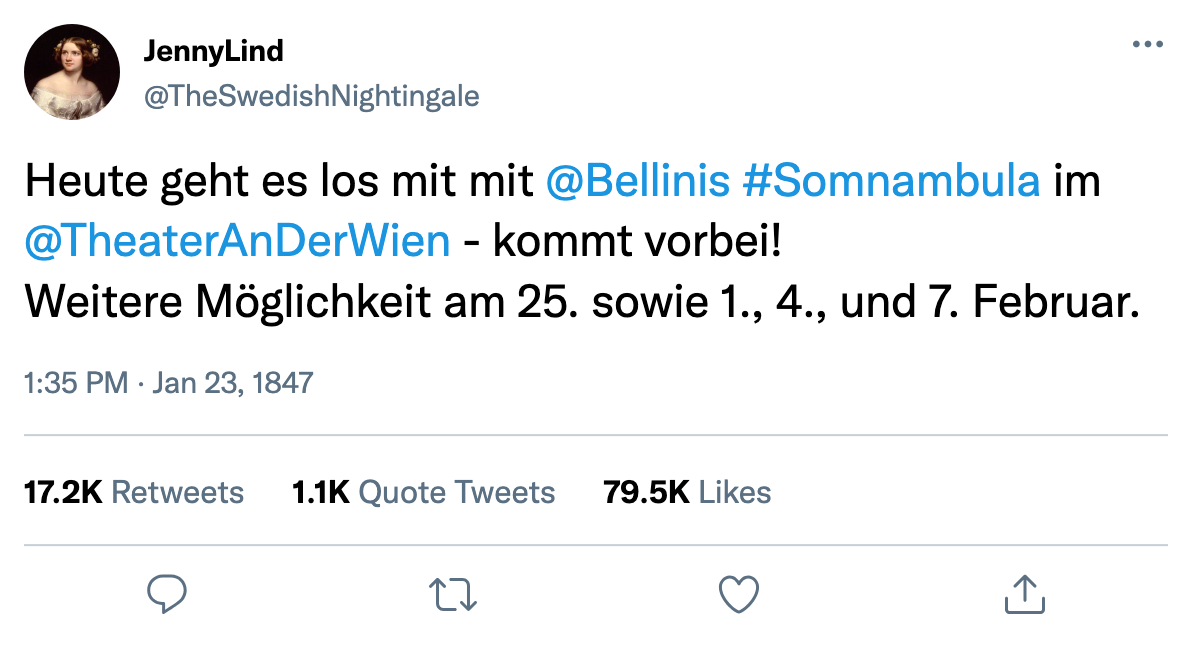 JennyLind
@TheSwedishNightingale
Heute geht es los mit mit @Bellinis #Somnambula im
@TheaterAnDerWien - kommt vorbei!
Weitere Möglichkeit am 25. sowie 1., 4., und 7. Februar.
1:35 PM · Jan 23, 1847
17.2K Retweets 1.1K Quote Tweets 79.5K Likes